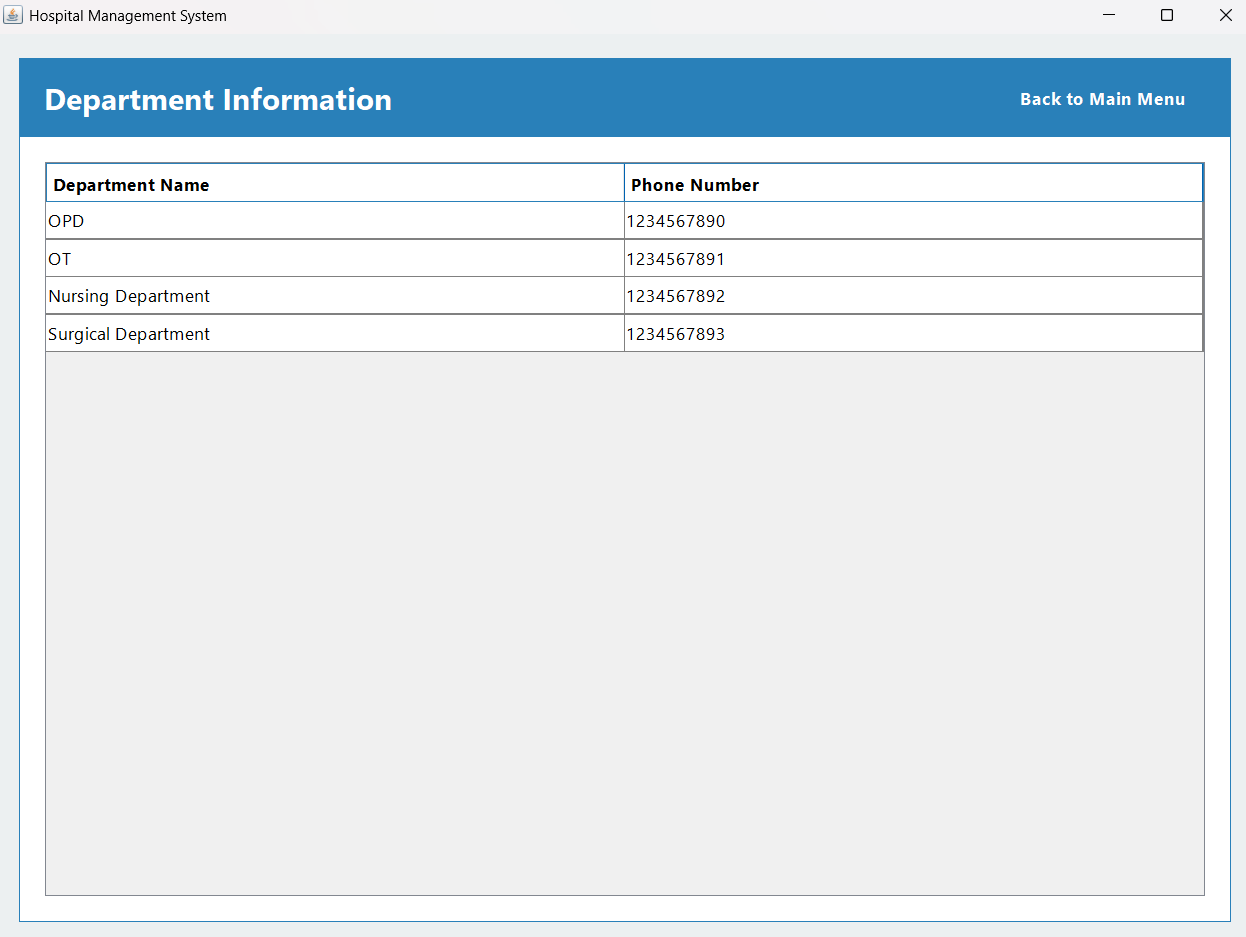 Hospital Management System
Department Information
Back to Main Menu
Department Name Phone Number
OPD 1234567890
OT 1234567891
Nursing Department 1234567892
Surgical Department 1234567893